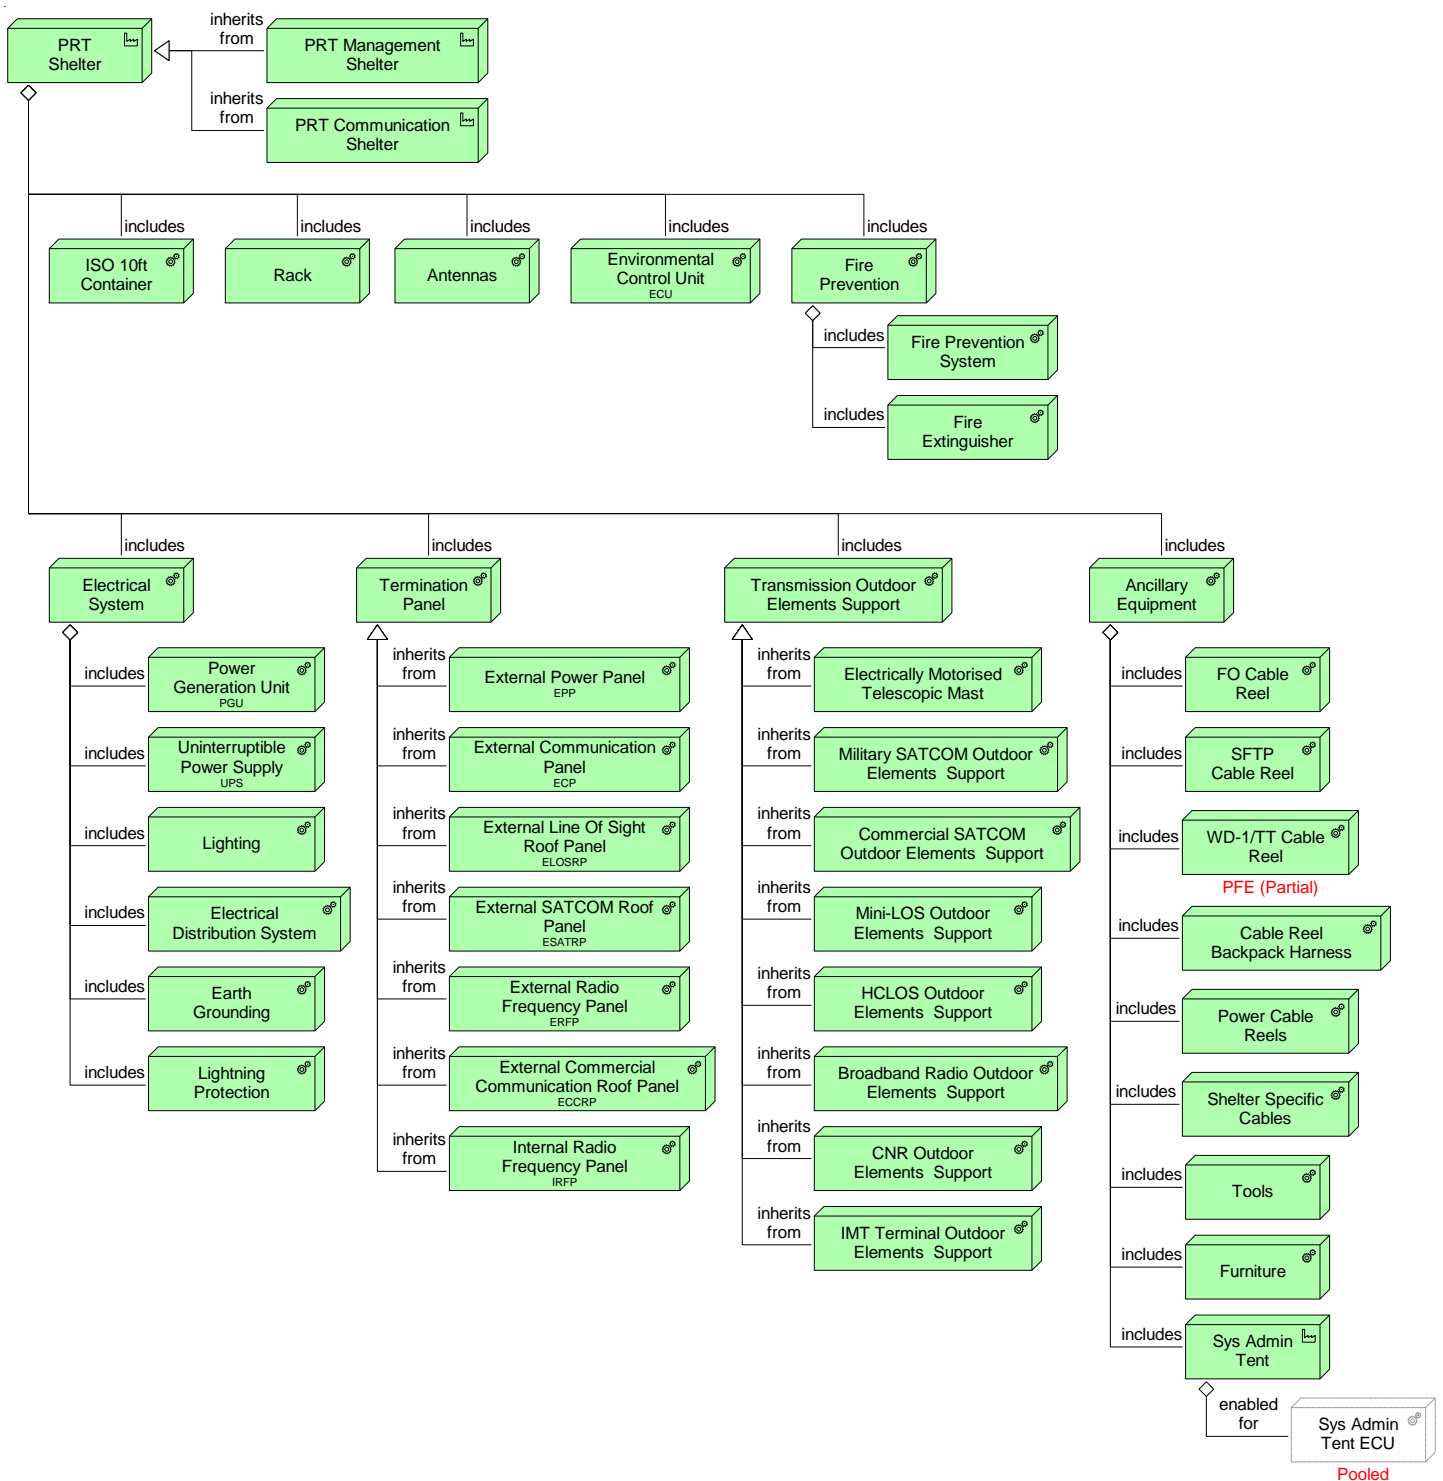 PRT
Shelter
inherits
from
PRT Management
Shelter
inherits
from
PRT Communication
Shelter
includes
includes
includes
includes
includes
ISO 10ft
Container
Rack
Antennas
Environmental
Control Unit
ECU
Fire
Prevention
includes
Fire Prevention
System
includes
Fire
Extinguisher
includes
includes
includes
includes
Electrical
System
Termination
Panel
Transmission Outdoor
Elements Support
Ancillary
Equipment
includes
Power
Generation Unit
PGU
includes
Uninterruptible
Power Supply
UPS
includes
Lighting
includes
Electrical
Distribution System
includes
Earth
Grounding
includes
Lightning
Protection
inherits
from
External Power Panel
EPP
inherits
from
External Communication
Panel
ECP
inherits
from
External Line Of Sight
Roof Panel
ELOSRP
inherits
from
External SATCOM Roof
Panel
ESATRP
inherits
from
External Radio
Frequency Panel
ERFP
inherits
from
External Commercial
Communication Roof Panel
ECCRP
inherits
from
Internal Radio
Frequency Panel
IRFP
inherits
from
Electrically Motorised
Telescopic Mast
inherits
from
Military SATCOM Outdoor
Elements Support
inherits
from
Commercial SATCOM
Outdoor Elements Support
inherits
from
Mini-LOS Outdoor
Elements Support
inherits
from
HCLOS Outdoor
Elements Support
inherits
from
Broadband Radio Outdoor
Elements Support
inherits
from
CNR Outdoor
Elements Support
inherits
from
IMT Terminal Outdoor
Elements Support
includes
FO Cable
Reel
includes
SFTP
Cable Reel
includes
WD-1/TT Cable
Reel
PFE (Partial)
includes
Cable Reel
Backpack Harness
includes
Power Cable
Reels
includes
Shelter Specific
Cables
includes
Tools
includes
Furniture
includes
Sys Admin
Tent
enabled
for
Sys Admin
Tent ECU
Pooled